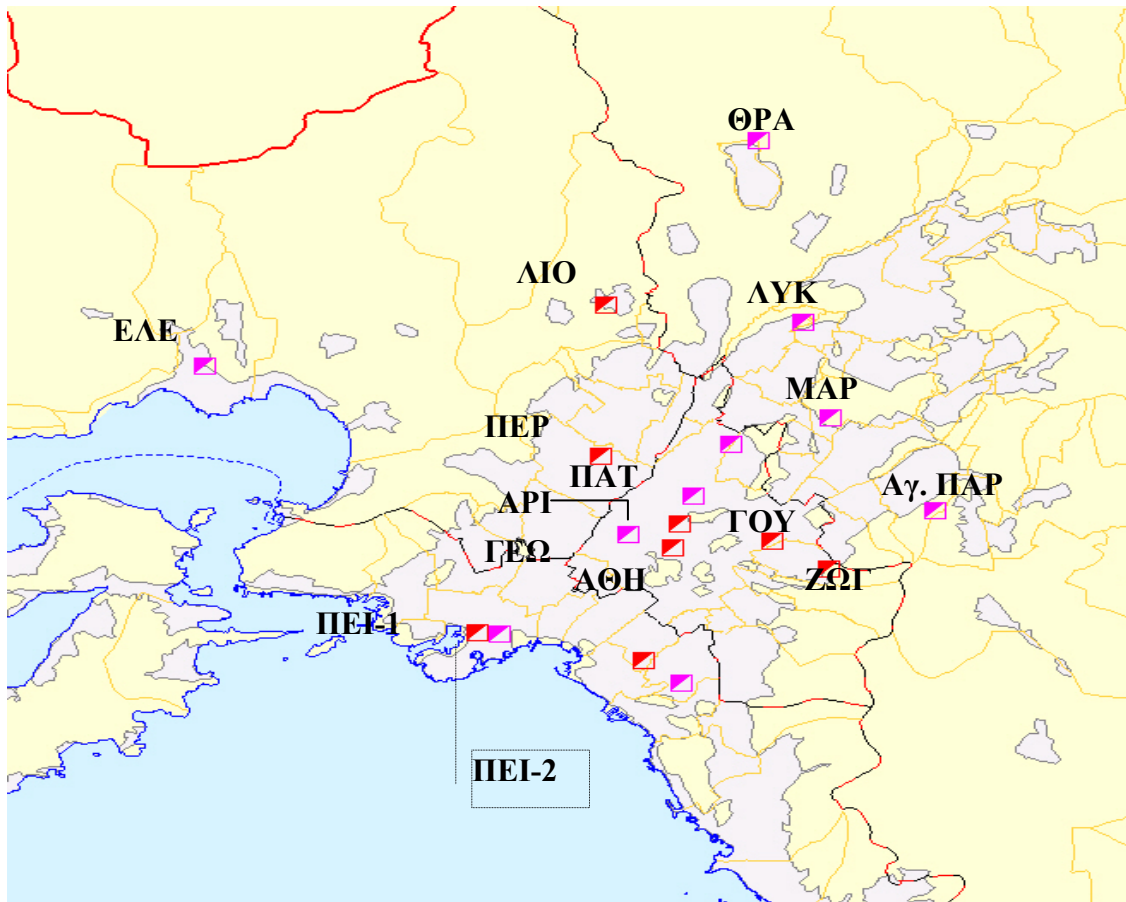 ΘΡΑ
ΛΙΟ
ΛΥΚ
ΕΛΕ
ΜΑΡ
ΠΕΡ
ΠΑΤ
Αγ. ΠΑΡ
ΑΡΙ
ΓΟΥ
ΓΕΩ
ΑΘΗ
ΖΩΓ
ΠΕΙ-1
ΠΕΙ-2